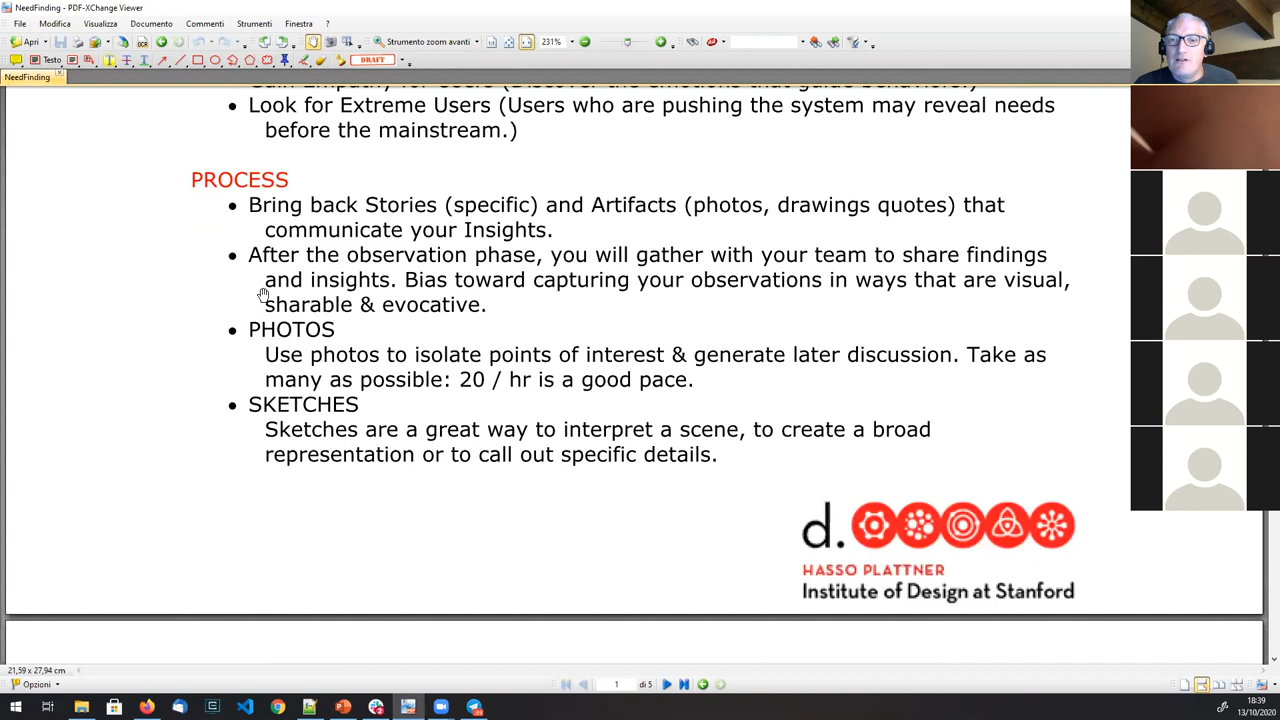 NeedFinding - PDF-XChange Viewer
File Modifica Visualizza Documento Commenti Strumenti Finestra ?
Apri OCR Strumento zoom avanti 231%
Testo DRAFT
NeedFinding
• Look for Extreme Users (Users who are pushing the system may reveal needs
before the mainstream.)
PROCESS
• Bring back Stories (specific) and Artifacts (photos, drawings quotes) that
communicate your Insights.
• After the observation phase, you will gather with your team to share findings
and insights. Bias toward capturing your observations in ways that are visual,
sharable & evocative.
• PHOTOS
Use photos to isolate points of interest & generate later discussion. Take as
many as possible: 20 / hr is a good pace.
• SKETCHES
Sketches are a great way to interpret a scene, to create a broad
representation or to call out specific details.
d.
HASSO PLATTNER
Institute of Design at Stanford
21,59 x 27,94 cm
Opzioni 1 di 5
18:39
13/10/2020